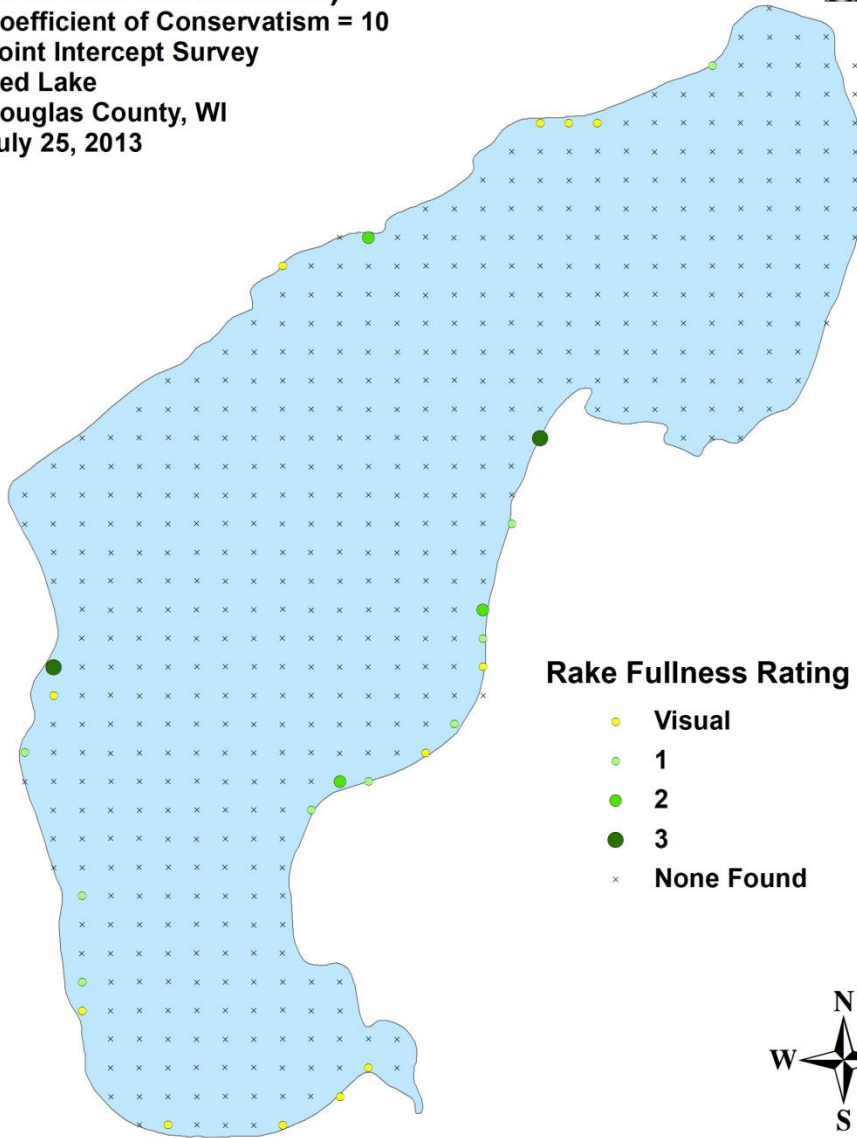 oefficient of Conservatism = 10
oint Intercept Survey
ed Lake
ouglas County, WI
uly 25, 2013
Rake Fullness Rating
Visual
1
2
3
None Found
N
W
S